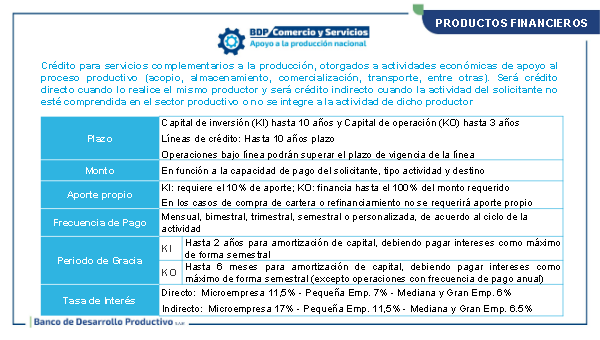 PRODUCTOS FINANCIEROS
BDP Comercio y Servicios
Apoyo a la producción nacional
Crédito para servicios complementarios a la producción, otorgados a actividades económicas de apoyo al
proceso productivo (acopio, almacenamiento, comercialización, transporte, entre otras). Será crédito
directo cuando lo realice el mismo productor y será crédito indirecto cuando la actividad del solicitante no
esté comprendida en el sector productivo o no se integre a la actividad de dicho productor
Plazo
Capital de inversión (KI) hasta 10 años y Capital de operación (KO) hasta 3 años
Líneas de crédito: Hasta 10 años plazo
Operaciones bajo línea podrán superar el plazo de vigencia de la línea
Monto
En función a la capacidad de pago del solicitante, tipo actividad y destino
Aporte propio
KI: requiere el 10% de aporte; KO: financia hasta el 100% del monto requerido
En los casos de compra de cartera o refinanciamiento no se requerirá aporte propio
Frecuencia de Pago
Mensual, bimestral, trimestral, semestral o personalizada, de acuerdo al ciclo de la
actividad
Periodo de Gracia
KI
Hasta 2 años para amortización de capital, debiendo pagar intereses como máximo
de forma semestral
KO
Hasta 6 meses para amortización de capital, debiendo pagar intereses como
máximo de forma semestral (excepto operaciones con frecuencia de pago anual)
Tasa de Interés
Directo: Microempresa 11,5% - Pequeña Emp. 7% - Mediana y Gran Emp. 6%
Indirecto: Microempresa 17% - Pequeña Emp. 11,5% - Mediana y Gran Emp. 6.5%
Banco de Desarrollo Productivo S.A.M.